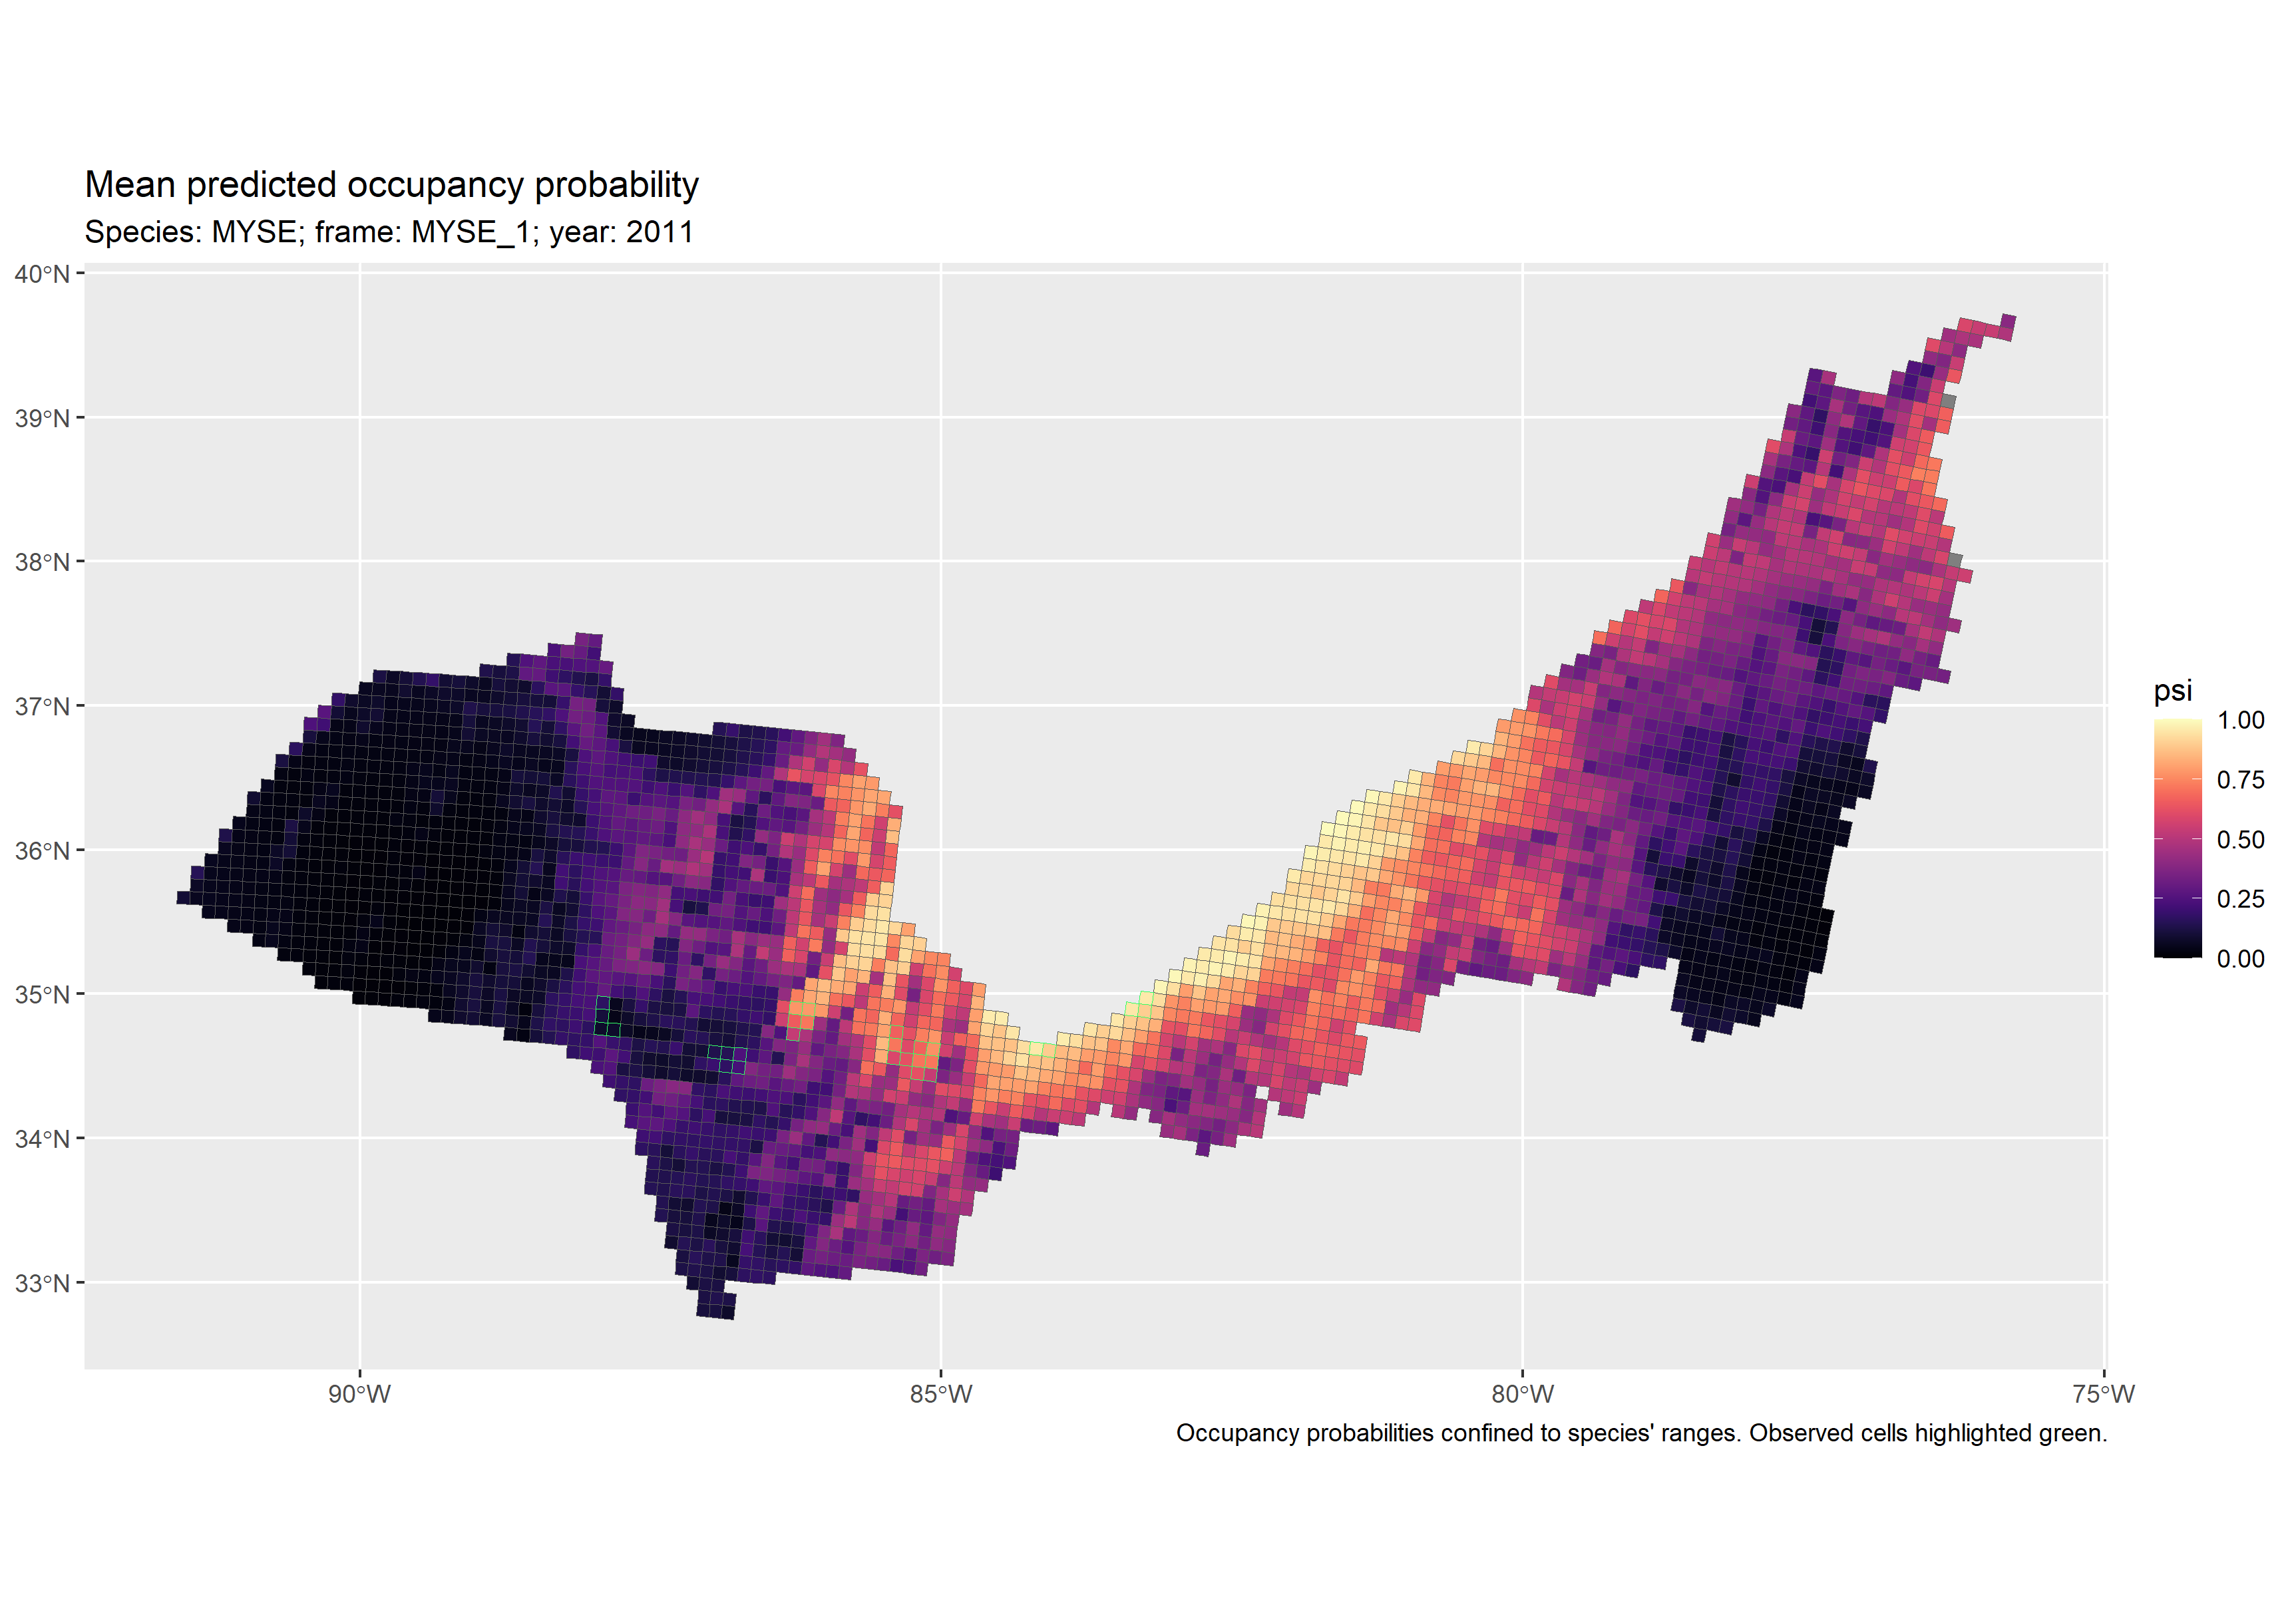 Mean predicted occupancy probability
Species: MYSE; frame: MYSE_1; year: 2011
40°N
39°N
38°N
37°N
36°N
35°N
34°N
33°N
90°W
85°W
80°W
75°W
psi
1.00
0.75
0.50
0.25
0.00
Occupancy probabilities confined to species' ranges. Observed cells highlighted green.